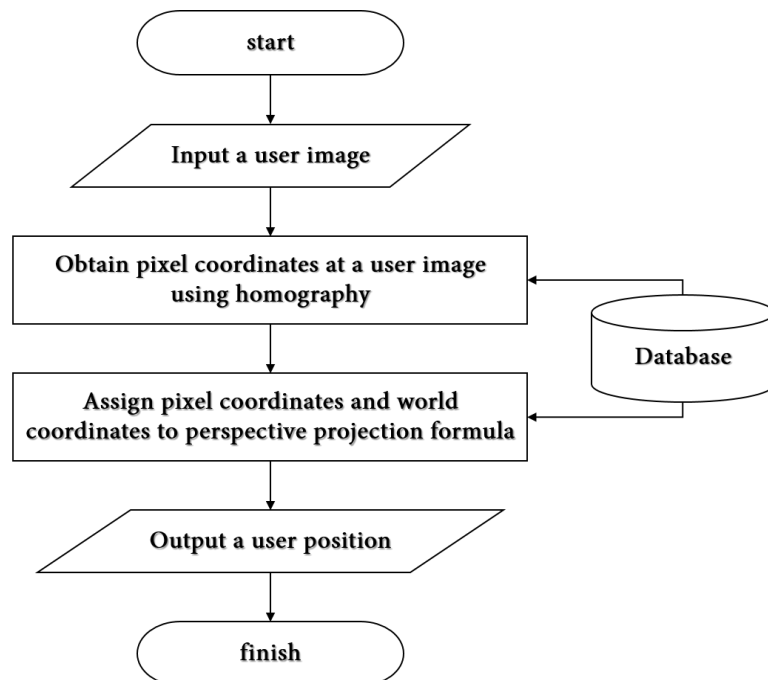 start
Input a user image
Obtain pixel coordinates at a user image
using homography
Database
Assign pixel coordinates and world
coordinates to perspective projection formula
Output a user position
finish